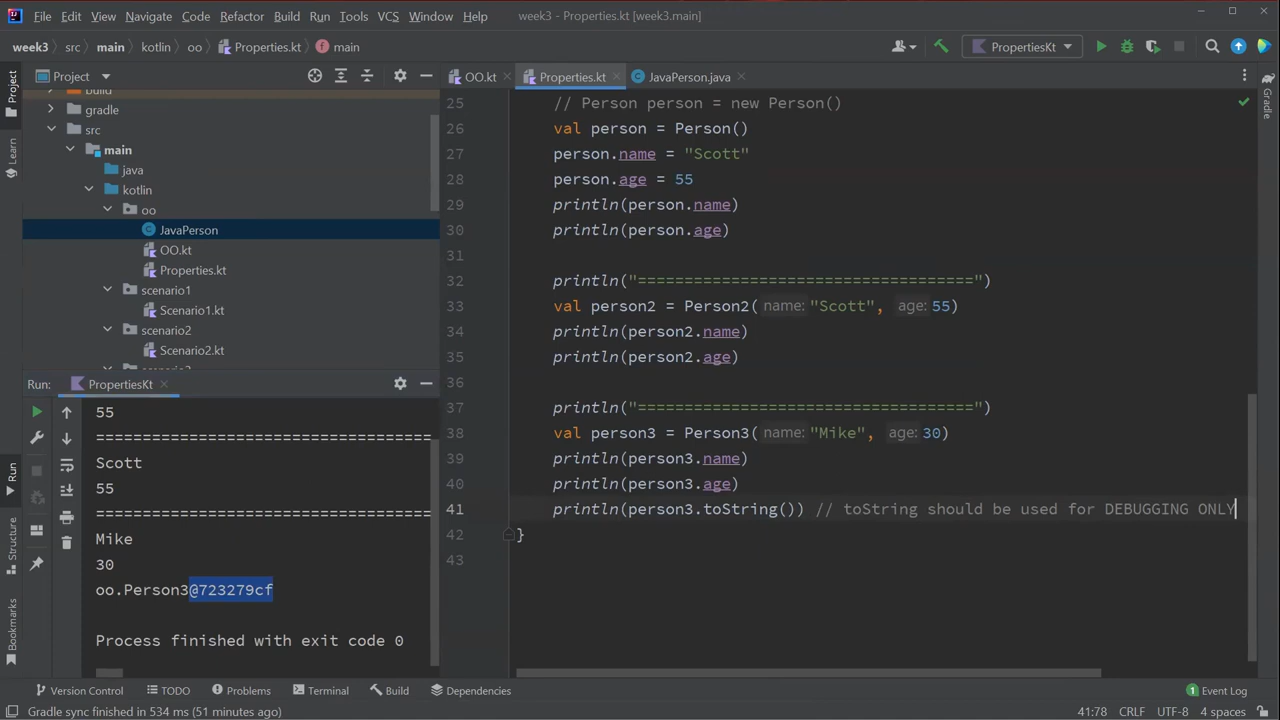 File Edit View Navigate Code Refactor Build Run Tools VCS Window Help week3 - Properties.kt [week3.main]
week3 src main kotlin oo Properties.kt main PropertiesKt
Project
OO.kt Properties.kt JavaPerson.java
build
gradle
src
main
java
kotlin
oo
JavaPerson
OO.kt
Properties.kt
scenario1
Scenario1.kt
scenario2
Scenario2.kt
25 // Person person = new Person()
26 val person = Person()
27 person.name = "Scott"
28 person.age = 55
29 println(person.name)
30 println(person.age)
31
32 println("====================================")
33 val person2 = Person2( name: "Scott", age: 55)
34 println(person2.name)
35 println(person2.age)
36
37 println("====================================")
38 val person3 = Person3( name: "Mike", age: 30)
39 println(person3.name)
40 println(person3.age)
41 println(person3.toString()) // toString should be used for DEBUGGING ONLY
42 }
43
Run: PropertiesKt
55
====================================
Scott
55
====================================
Mike
30
oo.Person3@723279cf
Process finished with exit code 0
Project
Learn
Run
Structure
Bookmarks
Gradle
Version Control TODO Problems Terminal Build Dependencies 1 Event Log
Gradle sync finished in 534 ms (51 minutes ago) 41:78 CRLF UTF-8 4 spaces